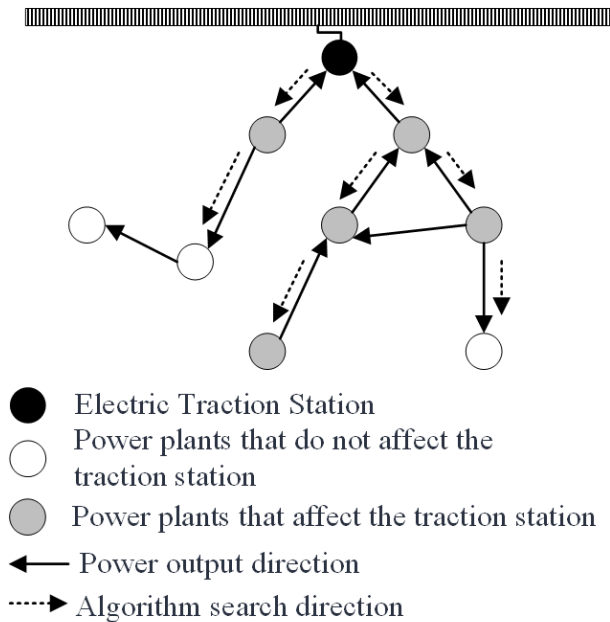 Electric Traction Station
Power plants that do not affect the
traction station
Power plants that affect the traction station
Power output direction
Algorithm search direction